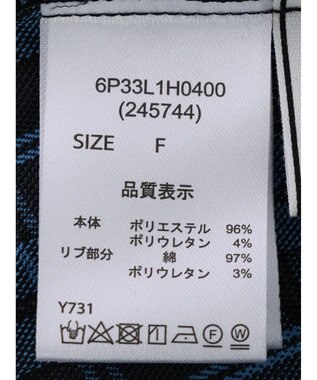 6P33L1H0400
(245744)
SIZE F
品質表示
本体 ポリエステル 96%
ポリウレタン 4%
リブ部分 綿 97%
ポリウレタン 3%
Y731
F W